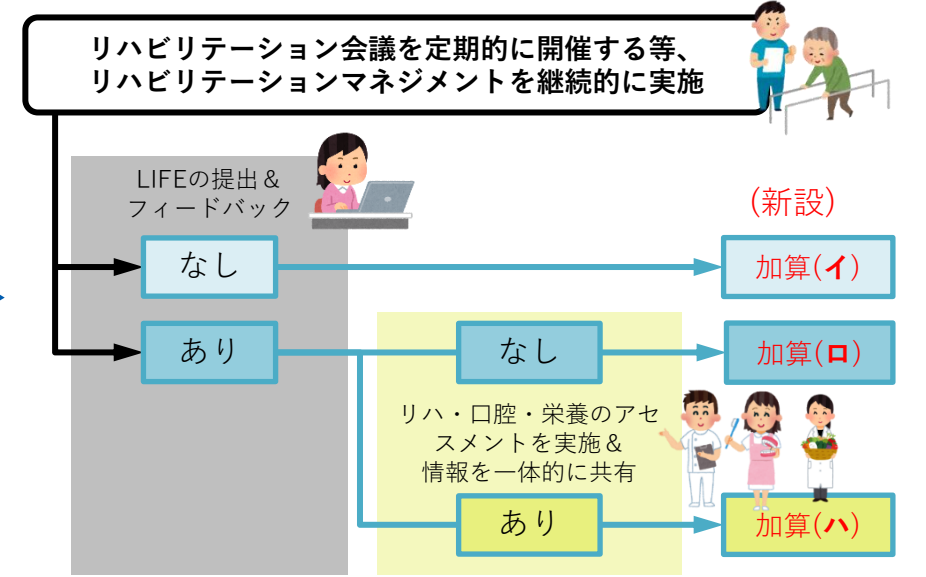 リハビリテーション会議を定期的に開催する等、
リハビリテーションマネジメントを継続的に実施
LIFEの提出＆
フィードバック
(新設)
なし
加算(イ)
あり
なし
加算(ロ)
リハ・口腔・栄養のアセ
スメントを実施＆
情報を一体的に共有
あり
加算(ハ)